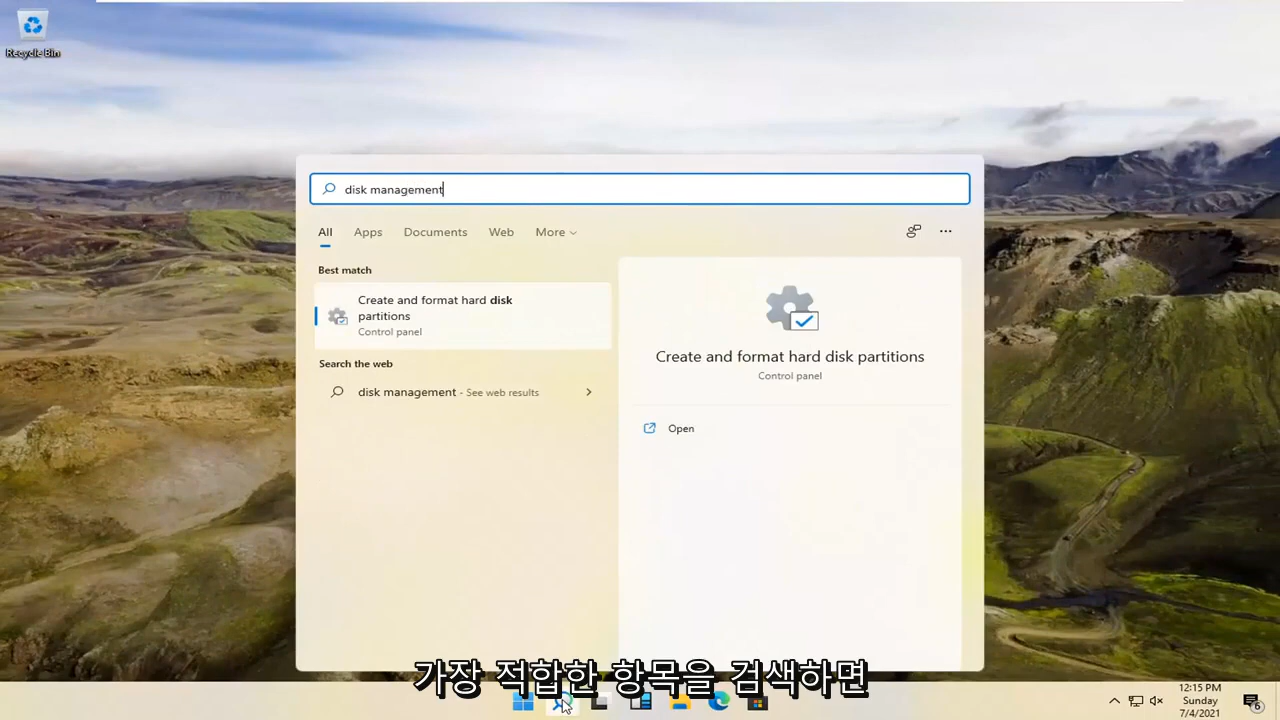 Recycle Bin
disk management
All Apps Documents Web More
Best match
Create and format hard disk
partitions
Control panel
Search the web
disk management - See web results
Create and format hard disk partitions
Control panel
Open
가장 적합한 항목을 검색하면
12:15 PM
Sunday
7/4/2021
6